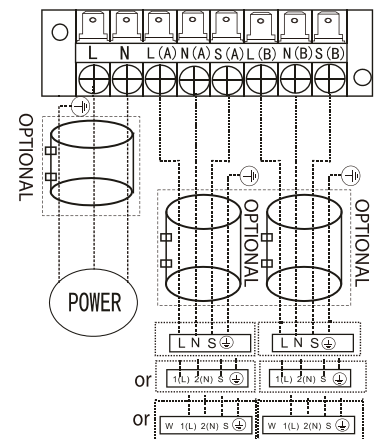 L N L(A) N(A) S(A) L(B) N(B) S(B)
OPTIONAL
OPTIONAL
OPTIONAL
POWER
L N S
L N S
or
1(L) 2(N) S
1(L) 2(N) S
or
W 1(L) 2(N) S
W 1(L) 2(N) S